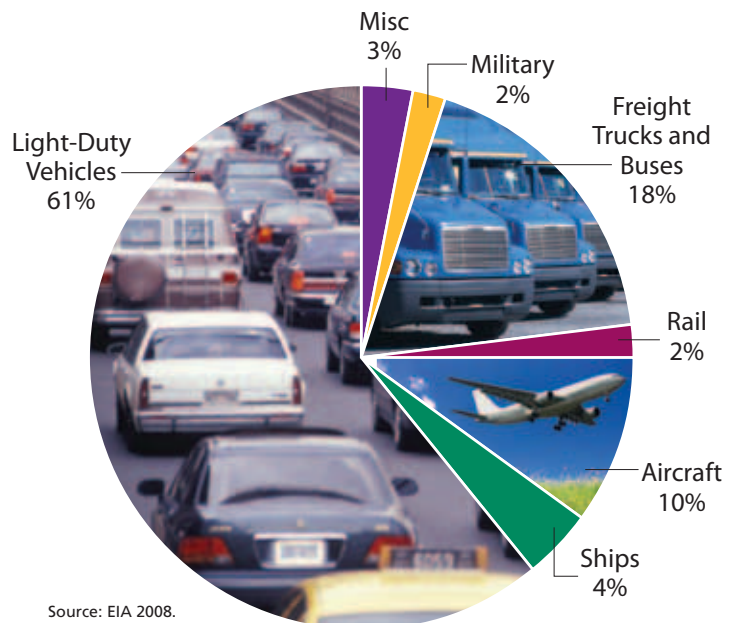 Misc
3%
Military
2%
Freight
Trucks and
Buses
18%
Light-Duty
Vehicles
61%
Rail
2%
Aircraft
10%
Ships
4%
Source: EIA 2008.